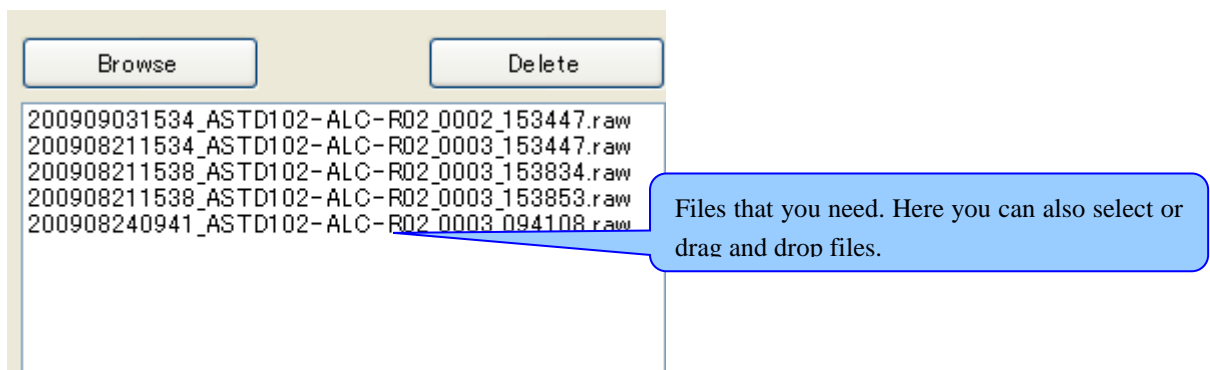 Browse Delete
200909031534_ASTD102-ALC-R02_0002_153447.raw
200908211534_ASTD102-ALC-R02_0003_153447.raw
200908211538_ASTD102-ALC-R02_0003_153834.raw
200908211538_ASTD102-ALC-R02_0003_153853.raw
200908240941_ASTD102-ALC-R02_0003_094108.raw
Files that you need. Here you can also select or
drag and drop files.